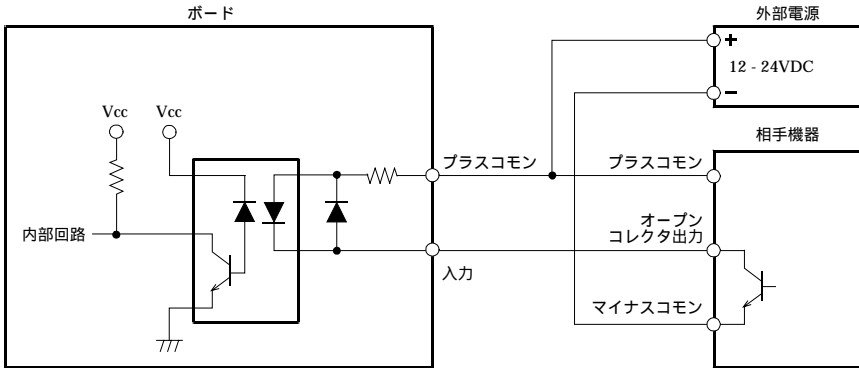 ボード
外部電源
+
12 - 24VDC
−
Vcc
Vcc
相手機器
プラスコモン
プラスコモン
オープン
コレクタ出力
内部回路
入力
マイナスコモン